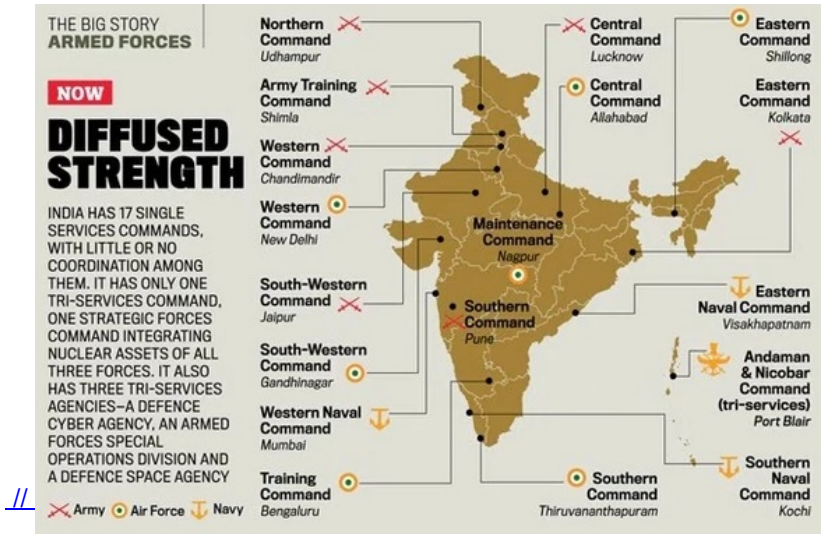 THE BIG STORY
ARMED FORCES
NOW
DIFFUSED
STRENGTH
INDIA HAS 17 SINGLE
SERVICES COMMANDS,
WITH LITTLE OR NO
COORDINATION AMONG
THEM. IT HAS ONLY ONE
TRI-SERVICES COMMAND,
ONE STRATEGIC FORCES
COMMAND INTEGRATING
NUCLEAR ASSETS OF ALL
THREE FORCES. IT ALSO
HAS THREE TRI-SERVICES
AGENCIES–A DEFENCE
CYBER AGENCY, AN ARMED
FORCES SPECIAL
OPERATIONS DIVISION AND
A DEFENCE SPACE AGENCY
//
Army Air Force Navy
Northern
Command
Udhampur
Army Training
Command
Shimla
Western
Command
Chandimandir
Western
Command
New Delhi
South-Western
Command
Jaipur
South-Western
Command
Gandhinagar
Western Naval
Command
Mumbai
Training
Command
Bengaluru
Maintenance
Command
Nagpur
Southern
Command
Pune
Central
Command
Lucknow
Central
Command
Allahabad
Southern
Command
Thiruvananthapuram
Eastern
Command
Shillong
Eastern
Command
Kolkata
Eastern
Naval Command
Visakhapatnam
Andaman
& Nicobar
Command
(tri-services)
Port Blair
Southern
Naval
Command
Kochi